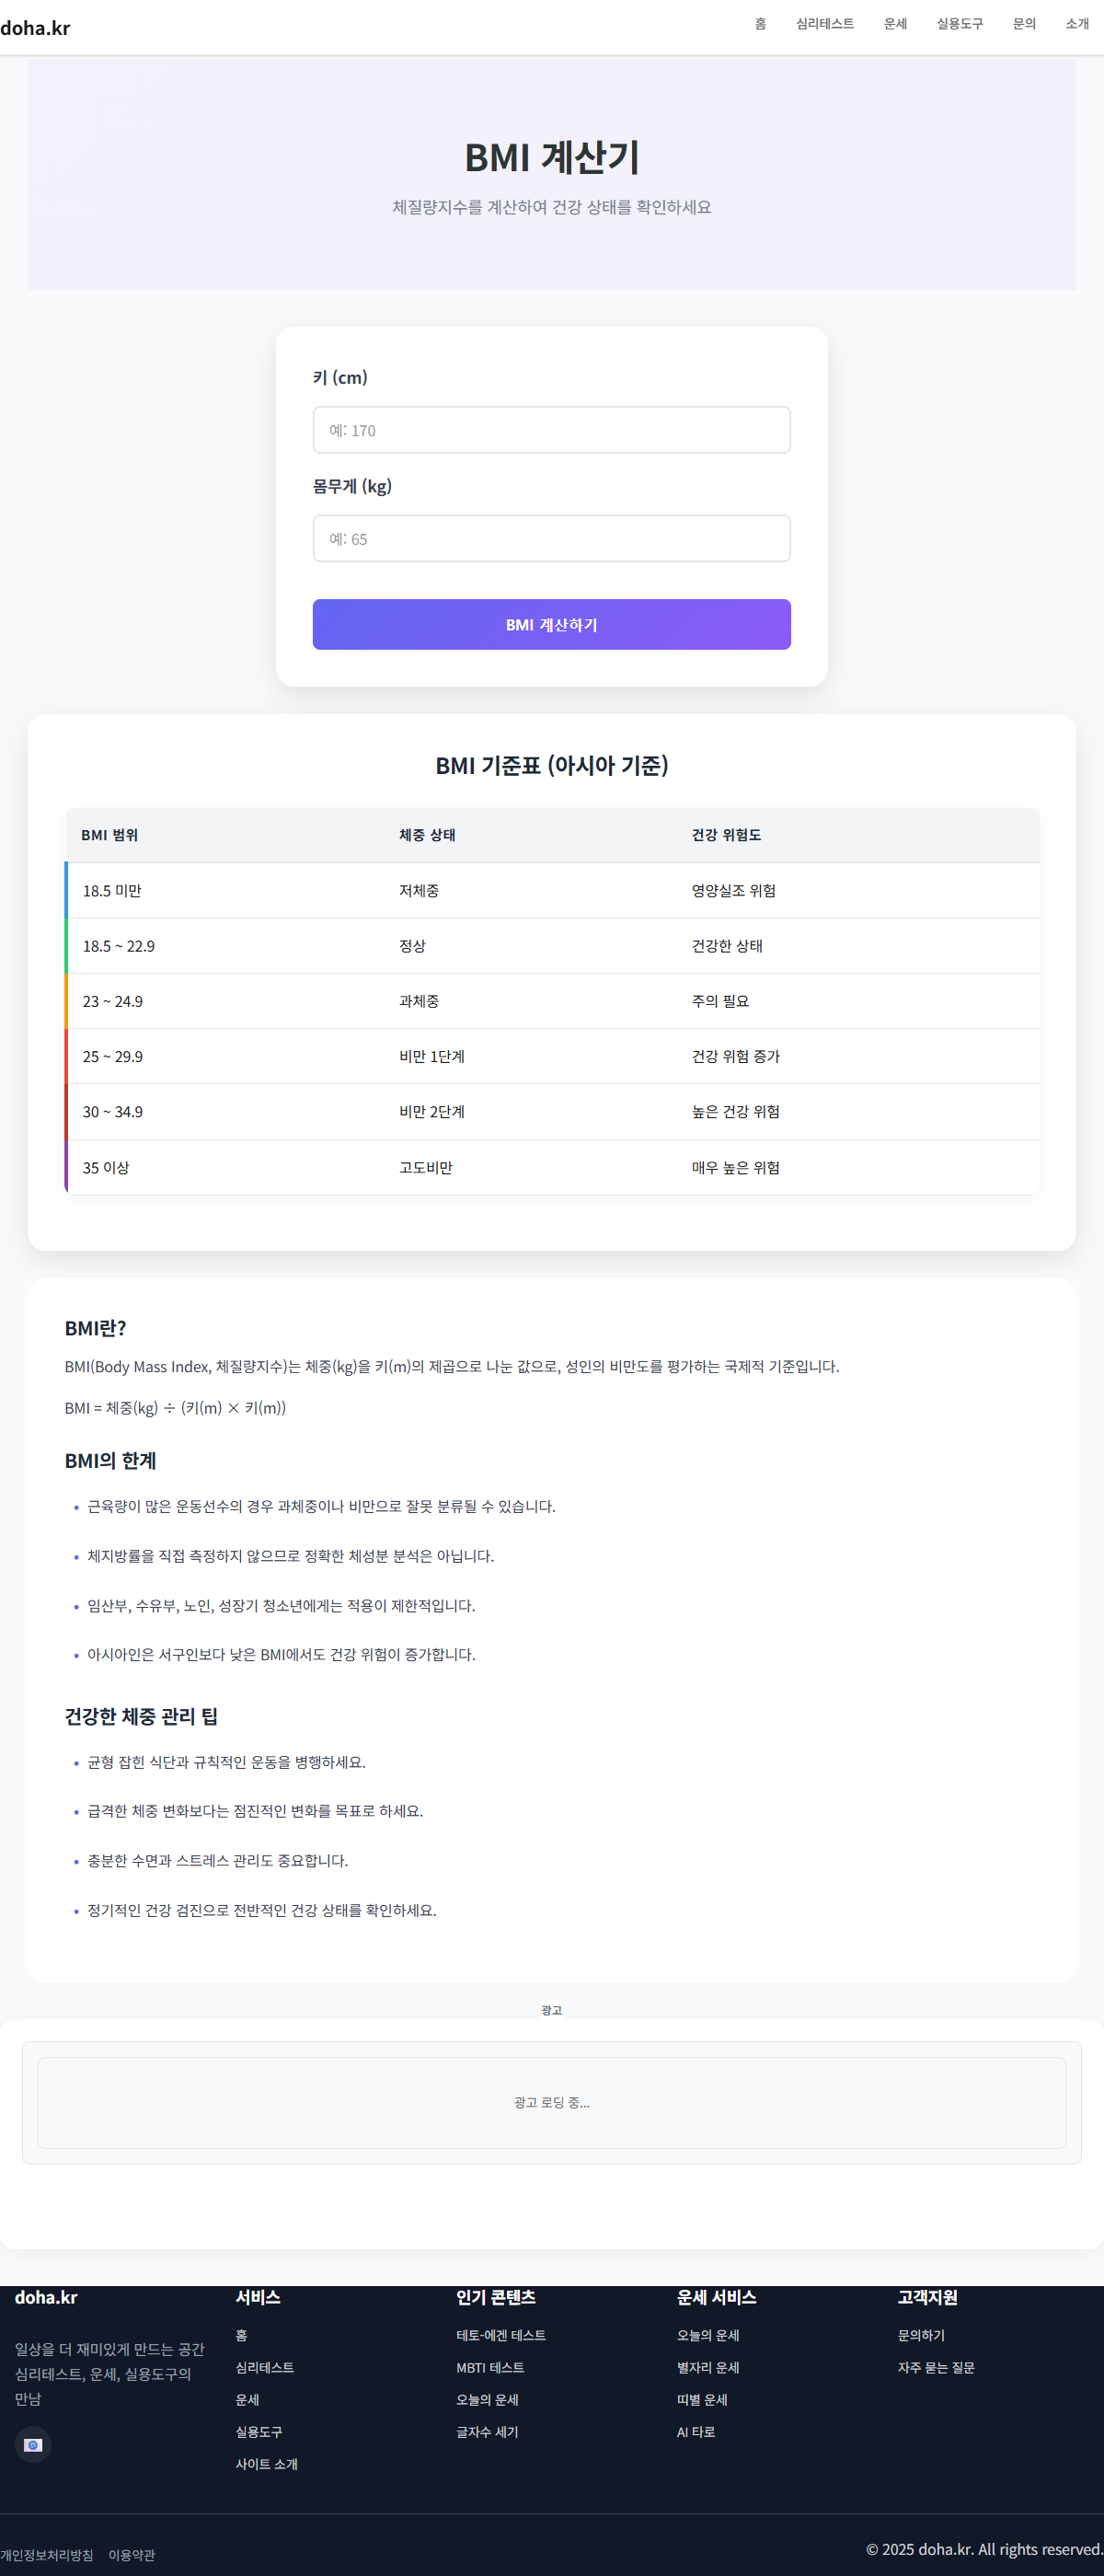 doha.kr
홈 심리테스트 운세 실용도구 문의 소개
BMI 계산기
체질량지수를 계산하여 건강 상태를 확인하세요
키 (cm)
예: 170
몸무게 (kg)
예: 65
BMI 계산하기
BMI 기준표 (아시아 기준)
BMI 범위 체중 상태 건강 위험도
18.5 미만 저체중 영양실조 위험
18.5 ~ 22.9 정상 건강한 상태
23 ~ 24.9 과체중 주의 필요
25 ~ 29.9 비만 1단계 건강 위험 증가
30 ~ 34.9 비만 2단계 높은 건강 위험
35 이상 고도비만 매우 높은 위험
BMI란?
BMI(Body Mass Index, 체질량지수)는 체중(kg)을 키(m)의 제곱으로 나눈 값으로, 성인의 비만도를 평가하는 국제적 기준입니다.
BMI = 체중(kg) ÷ (키(m) × 키(m))
BMI의 한계
• 근육량이 많은 운동선수의 경우 과체중이나 비만으로 잘못 분류될 수 있습니다.
• 체지방률을 직접 측정하지 않으므로 정확한 체성분 분석은 아닙니다.
• 임산부, 수유부, 노인, 성장기 청소년에게는 적용이 제한적입니다.
• 아시아인은 서구인보다 낮은 BMI에서도 건강 위험이 증가합니다.
건강한 체중 관리 팁
• 균형 잡힌 식단과 규칙적인 운동을 병행하세요.
• 급격한 체중 변화보다는 점진적인 변화를 목표로 하세요.
• 충분한 수면과 스트레스 관리도 중요합니다.
• 정기적인 건강 검진으로 전반적인 건강 상태를 확인하세요.
광고
광고 로딩 중...
doha.kr
일상을 더 재미있게 만드는 공간
심리테스트, 운세, 실용도구의
만남
서비스
홈
심리테스트
운세
실용도구
사이트 소개
인기 콘텐츠
테토-에겐 테스트
MBTI 테스트
오늘의 운세
글자수 세기
운세 서비스
오늘의 운세
별자리 운세
띠별 운세
AI 타로
고객지원
문의하기
자주 묻는 질문
개인정보처리방침 이용약관
© 2025 doha.kr. All rights reserved.